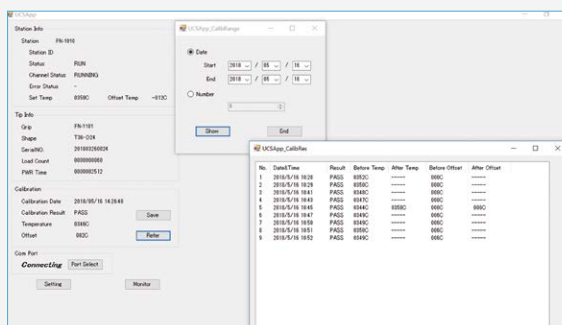 UCSApp
Station Info
Station FN-1010
Station ID
Status RUN
Channel Status RUNNING
Error Status -
Set Temp 0350C Offset Temp -013C
Tip Info
Grip FN-1101
Shape T36-D24
SerialNO. 201803260024
Load Count 0000000060
PWR Time 0000002512
Calibration
Calibration Date 2018/05/16 14:20:40
Calibration Result PASS
Temperature 0348C
Offset 002C
Save
Refer
Com Port
Connecting Port Select
Setting Monitor
UCSApp_CalibRange
Date
Start 2018 / 05 / 16
End 2018 / 05 / 16
Number
Show End
UCSApp_CalibRes
No. Date&Time Result Before Temp After Temp Before Offset After Offset
1 2018/5/16 10:28 PASS 0352C ----- 000C -----
2 2018/5/16 10:29 PASS 0350C ----- 000C -----
3 2018/5/16 10:41 PASS 0340C ----- 000C -----
4 2018/5/16 10:43 PASS 0347C ----- 000C -----
5 2018/5/16 10:45 PASS 0344C 0350C 000C 006C
6 2018/5/16 10:47 PASS 0349C ----- 006C -----
7 2018/5/16 10:50 PASS 0349C ----- 006C -----
8 2018/5/16 10:51 PASS 0350C ----- 006C -----
9 2018/5/16 10:52 PASS 0349C ----- 006C -----